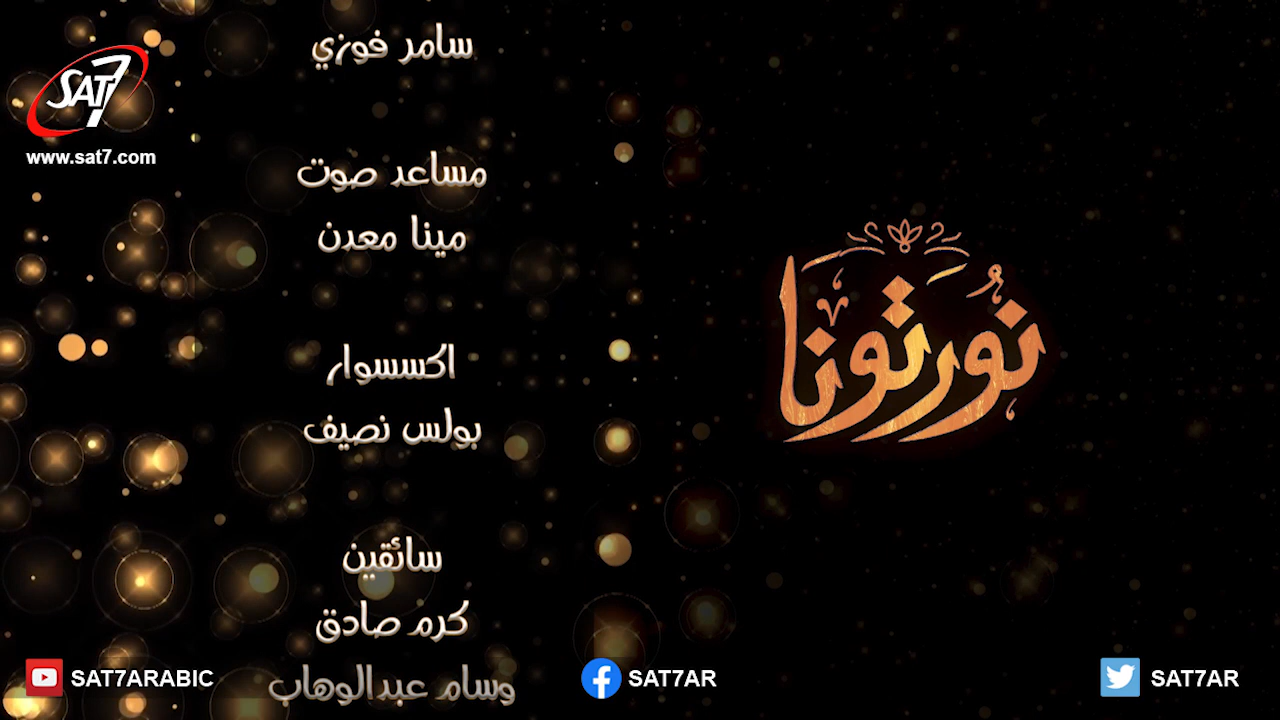 سامر فوزي
SAT7
www.sat7.com
مساعد صوت
مينا معدن
نورتونا
اكسسوار
بولس نصيف
سائقين
كرم صادق
وسام عبدالوهاب
SAT7ARABIC
SAT7AR
SAT7AR